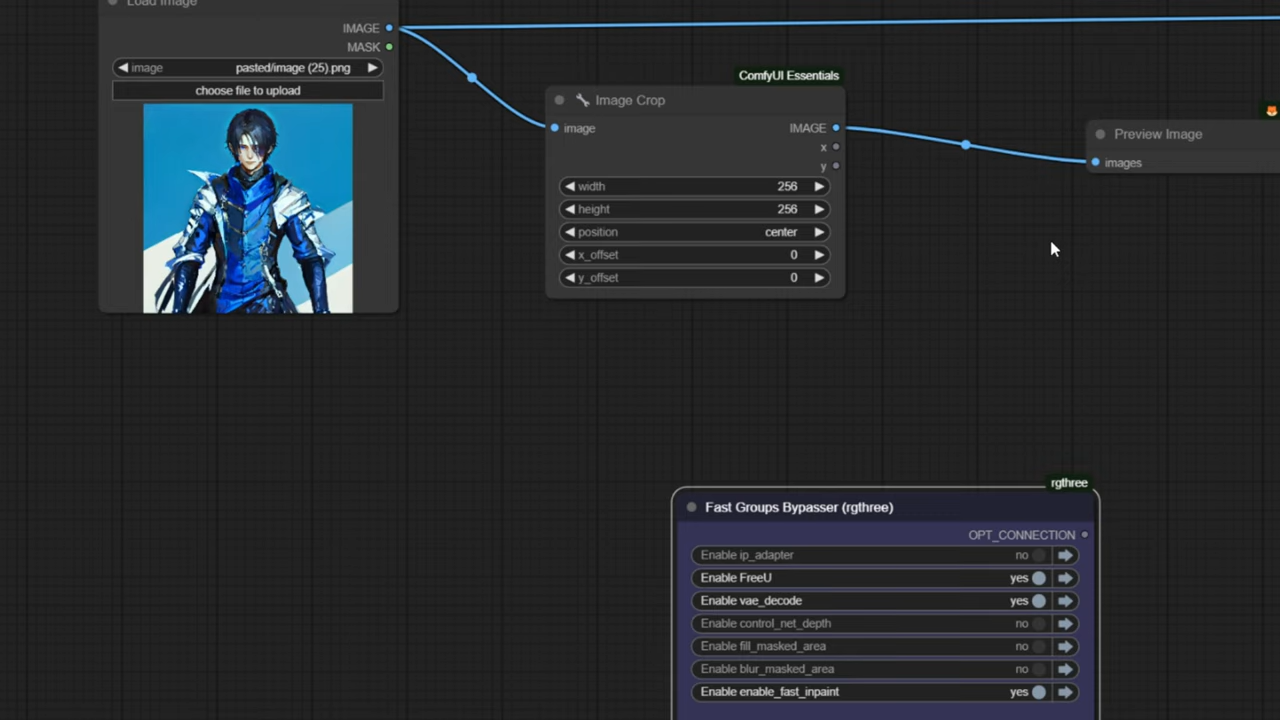 Load Image
IMAGE
MASK
image pasted/image (25).png
choose file to upload
ComfyUI Essentials
Image Crop
image IMAGE
x
y
width 256
height 256
position center
x_offset 0
y_offset 0
Preview Image
images
rgthree
Fast Groups Bypasser (rgthree)
OPT_CONNECTION
Enable ip_adapter no
Enable FreeU yes
Enable vae_decode yes
Enable control_net_depth no
Enable fill_masked_area no
Enable blur_masked_area no
Enable enable_fast_inpaint yes